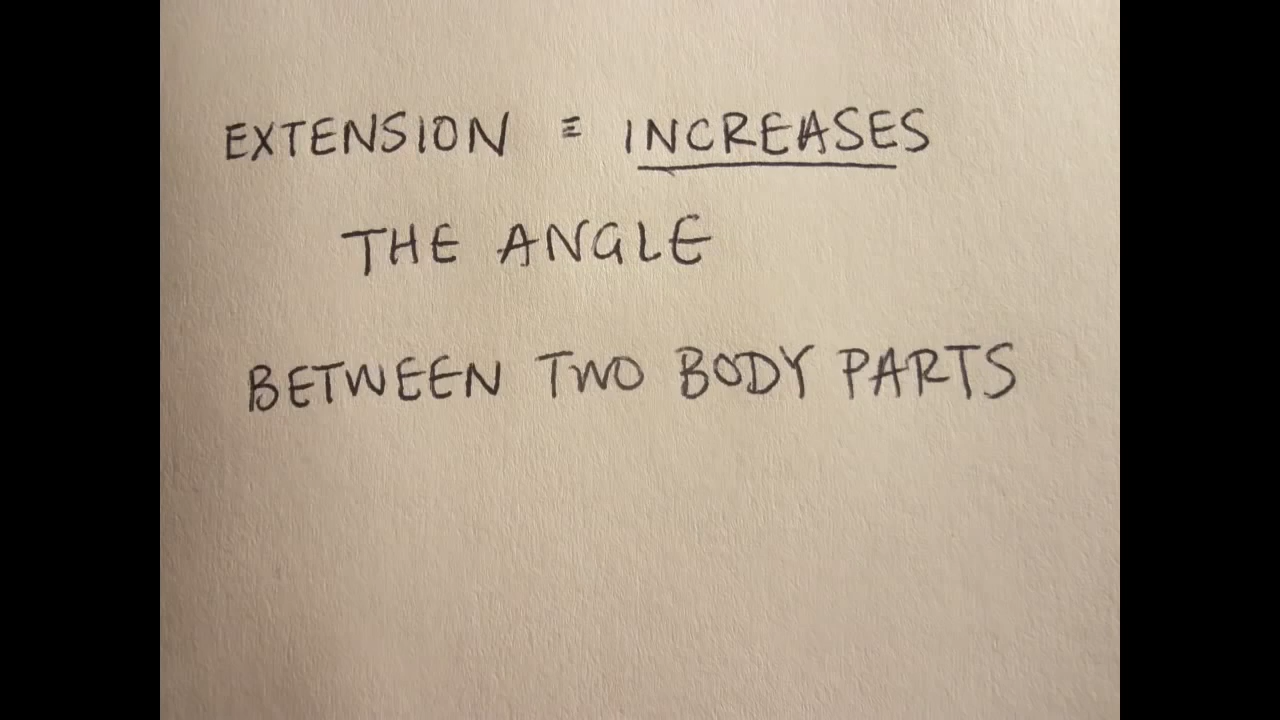 EXTENSION = INCREASES
THE ANGLE
BETWEEN TWO BODY PARTS